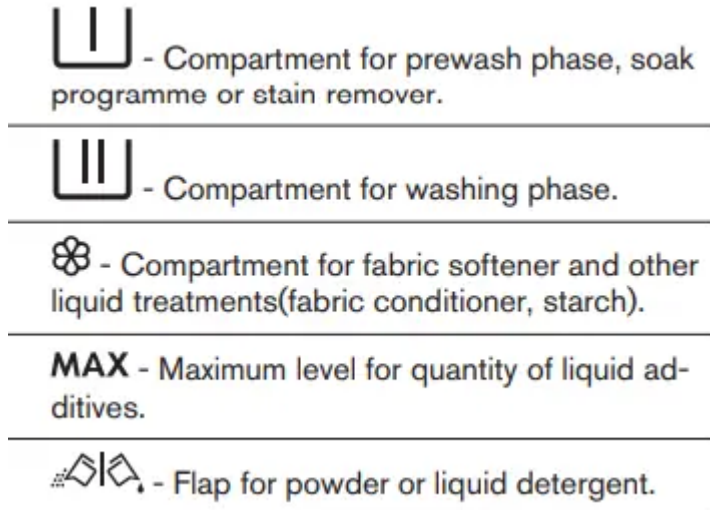 I - Compartment for prewash phase, soak
programme or stain remover.
II - Compartment for washing phase.
- Compartment for fabric softener and other
liquid treatments(fabric conditioner, starch).
MAX - Maximum level for quantity of liquid ad-
ditives.
- Flap for powder or liquid detergent.